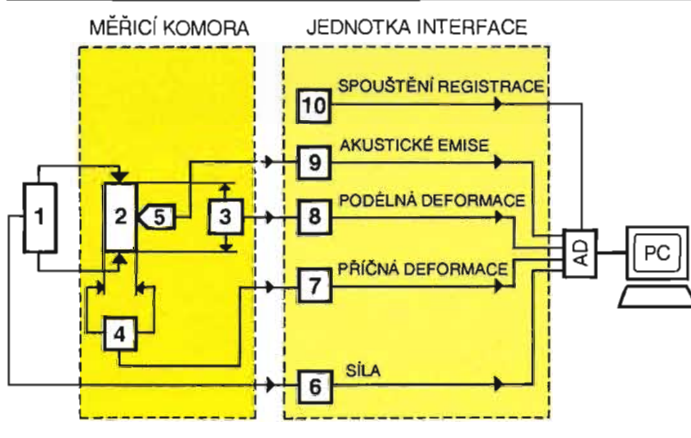 MĚŘICÍ KOMORA
JEDNOTKA INTERFACE
10 SPOUŠTĚNÍ REGISTRACE
9 AKUSTICKÉ EMISE
1 2 5 3 8 PODÉLNÁ DEFORMACE
AD PC
7 PŘÍČNÁ DEFORMACE
4
6 SÍLA